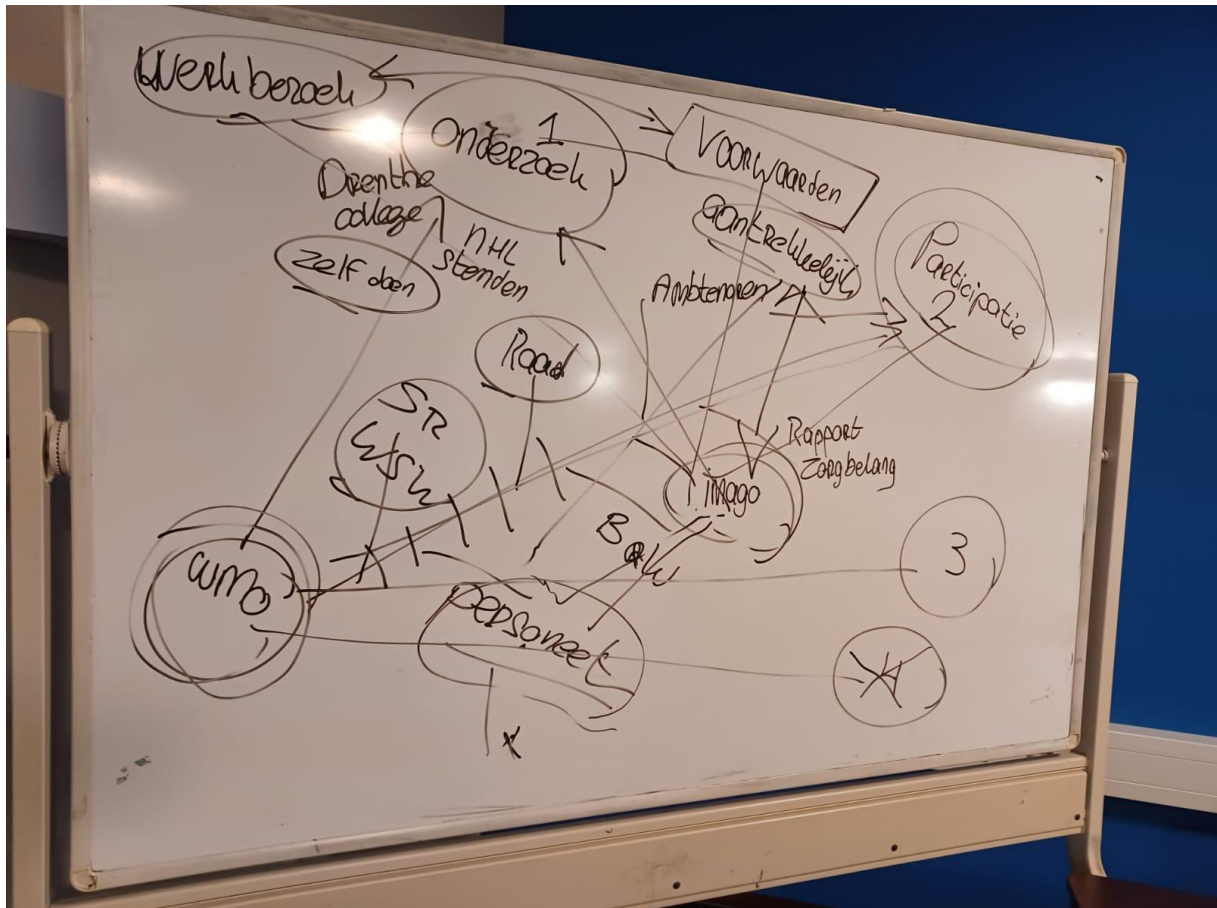 Werkbezoek
1
Onderzoek
Voorwaarden
Drenthe
college
NHL
stenden
zelf doen
aantrekkelijk
Participatie
2
Ambtenaren
Raad
SR
WSW
Rapport
Zorgbelang
imago
B&W
WMO
personeel
3